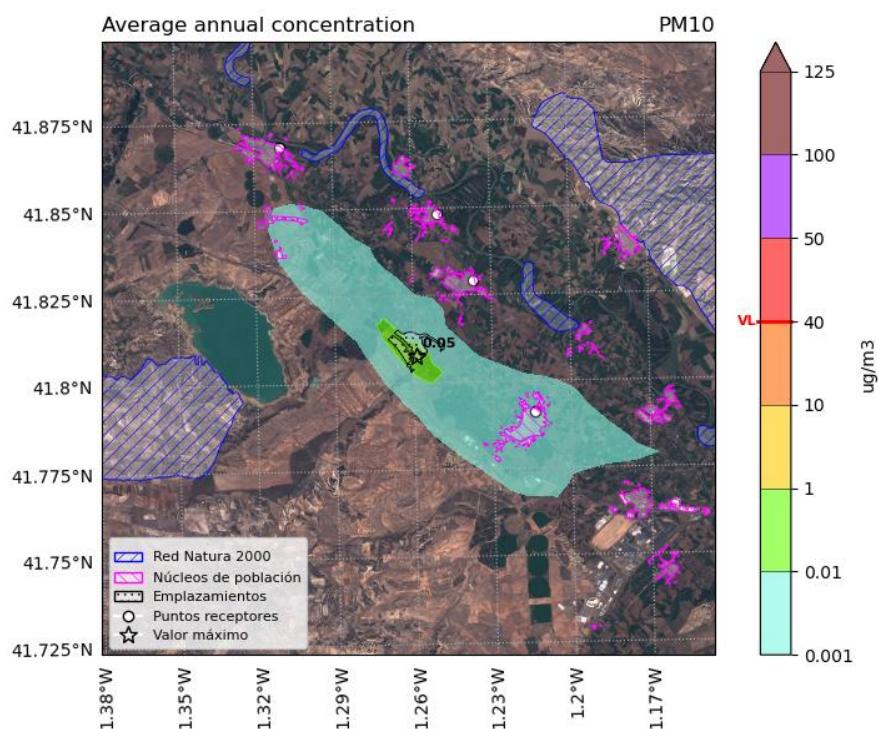 Average annual concentration PM10
41.875°N
41.85°N
41.825°N
41.8°N
41.775°N
41.75°N
41.725°N
0.05
Red Natura 2000
Núcleos de población
Emplazamientos
Puntos receptores
Valor máximo
1.38°W
1.35°W
1.32°W
1.29°W
1.26°W
1.23°W
1.2°W
1.17°W
125
100
50
VL
40
10
1
0.01
0.001
ug/m3